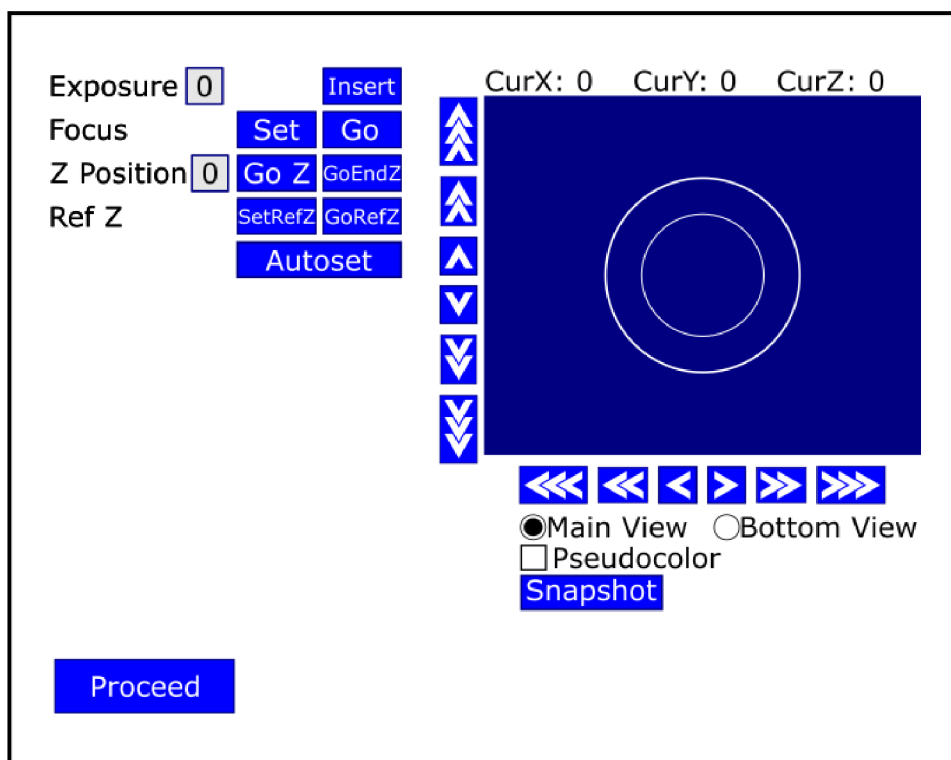 Exposure 0 Insert
Focus Set Go
Z Position 0 Go Z GoEndZ
Ref Z SetRefZ GoRefZ
Autoset
CurX: 0 CurY: 0 CurZ: 0
Main View Bottom View
Pseudocolor
Snapshot
Proceed